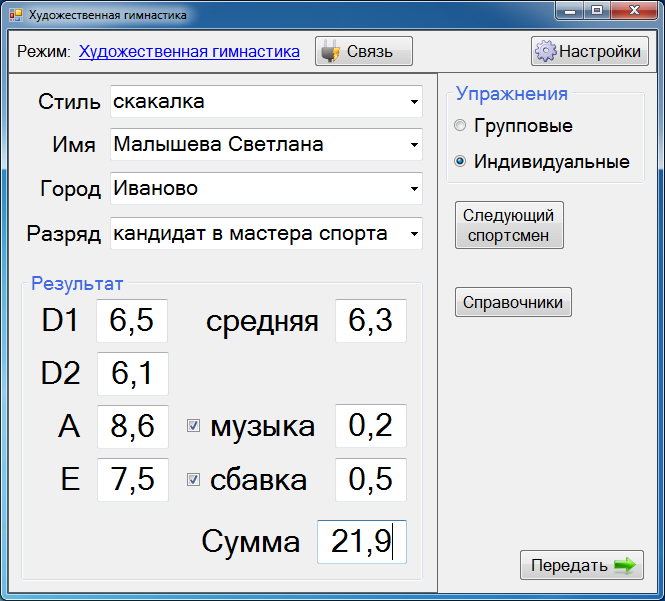 Художественная гимнастика
Режим: Художественная гимнастика Связь Настройки
Стиль скакалка
Имя Малышева Светлана
Город Иваново
Разряд кандидат в мастера спорта
Упражнения
Групповые
Индивидуальные
Следующий
спортсмен
Справочники
Результат
D1 6,5 средняя 6,3
D2 6,1
A 8,6 музыка 0,2
E 7,5 сбавка 0,5
Сумма 21,9
Передать